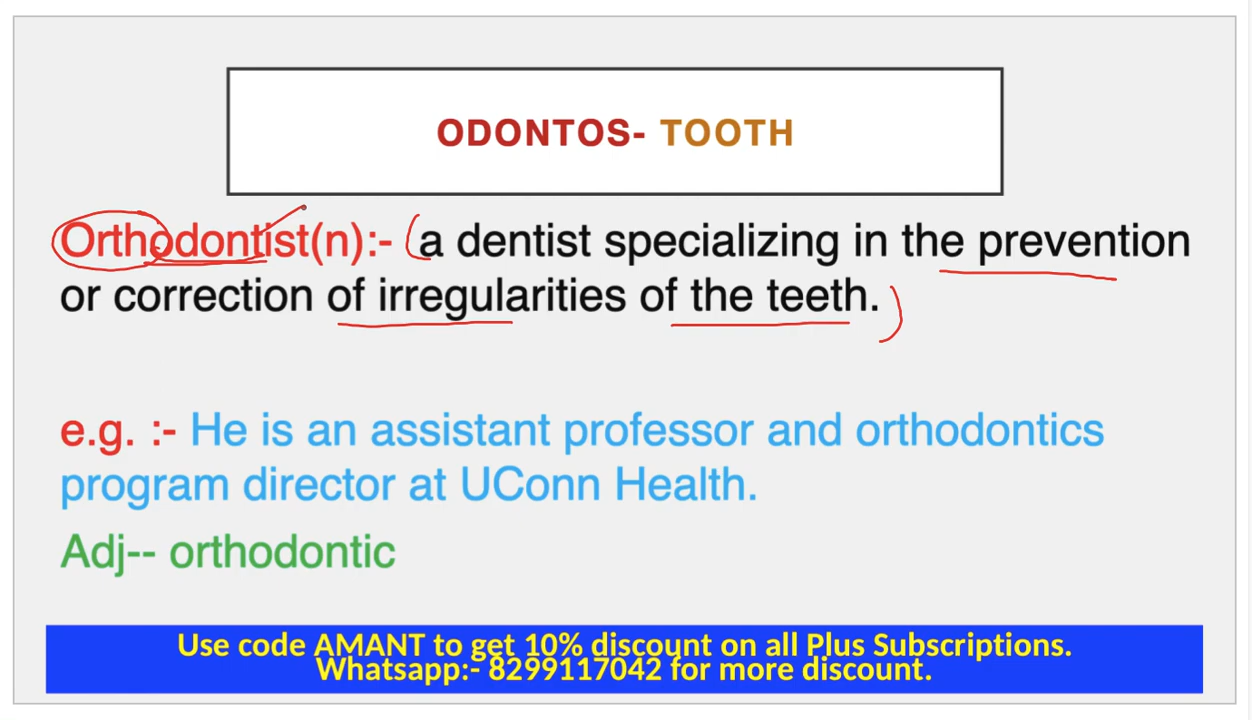 ODONTOS- TOOTH
Orthodontist(n):- a dentist specializing in the prevention
or correction of irregularities of the teeth.
e.g. :- He is an assistant professor and orthodontics
program director at UConn Health.
Adj-- orthodontic
Use code AMANT to get 10% discount on all Plus Subscriptions.
Whatsapp:- 8299117042 for more discount.